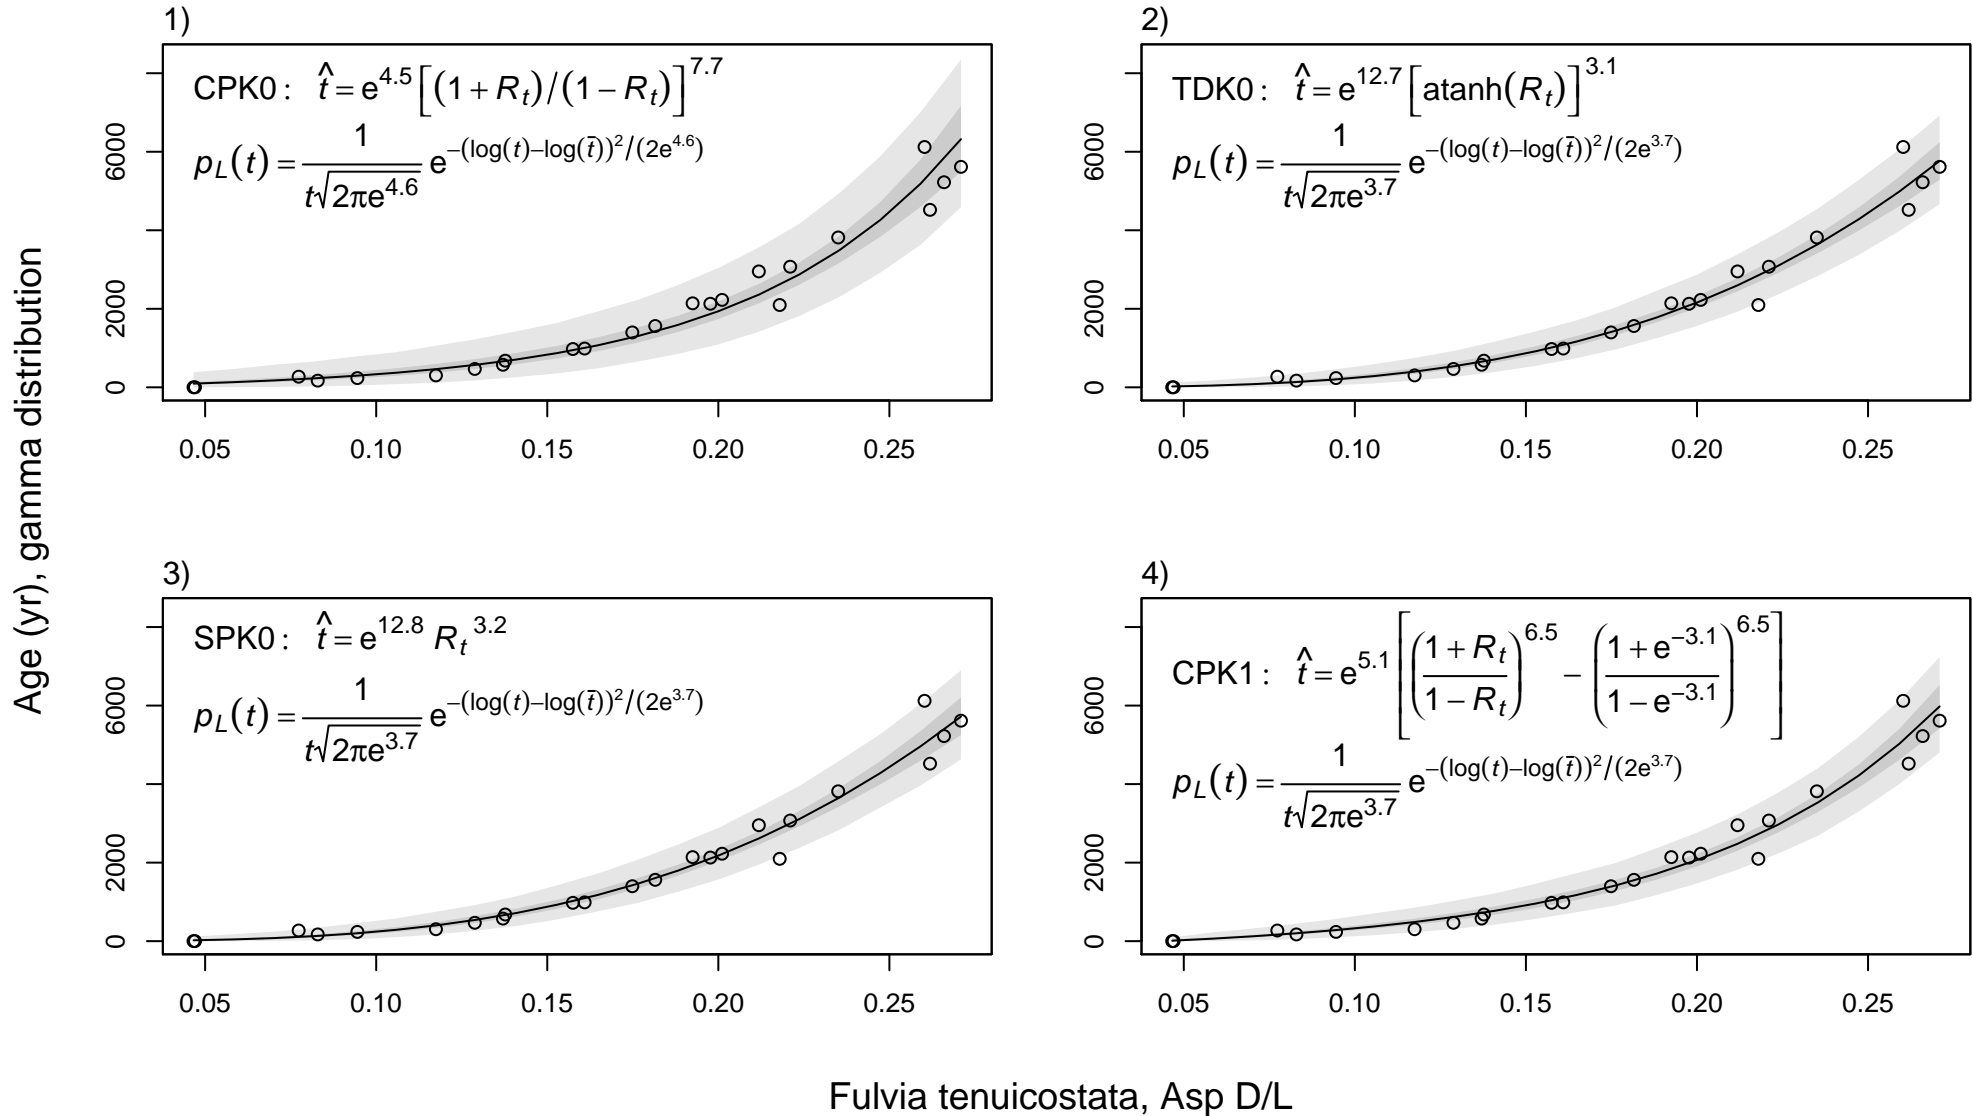 1)
CPK0 : t̂ = e^4.5 [(1 + R_t)/(1 − R_t)]^7.7
p_L(t) = 1 / (t√(2πe^4.6)) e^−(log(t)−log(t̄))²/(2e^4.6)
0 2000 6000
0.05 0.10 0.15 0.20 0.25
2)
TDK0 : t̂ = e^12.7 [atanh(R_t)]^3.1
p_L(t) = 1 / (t√(2πe^3.7)) e^−(log(t)−log(t̄))²/(2e^3.7)
0 2000 6000
0.05 0.10 0.15 0.20 0.25
Age (yr), gamma distribution
3)
SPK0 : t̂ = e^12.8 R_t^3.2
p_L(t) = 1 / (t√(2πe^3.7)) e^−(log(t)−log(t̄))²/(2e^3.7)
0 2000 6000
0.05 0.10 0.15 0.20 0.25
4)
CPK1 : t̂ = e^5.1 [((1 + R_t)/(1 − R_t))^6.5 − ((1 + e^−3.1)/(1 − e^−3.1))^6.5]
p_L(t) = 1 / (t√(2πe^3.7)) e^−(log(t)−log(t̄))²/(2e^3.7)
0 2000 6000
0.05 0.10 0.15 0.20 0.25
Fulvia tenuicostata, Asp D/L